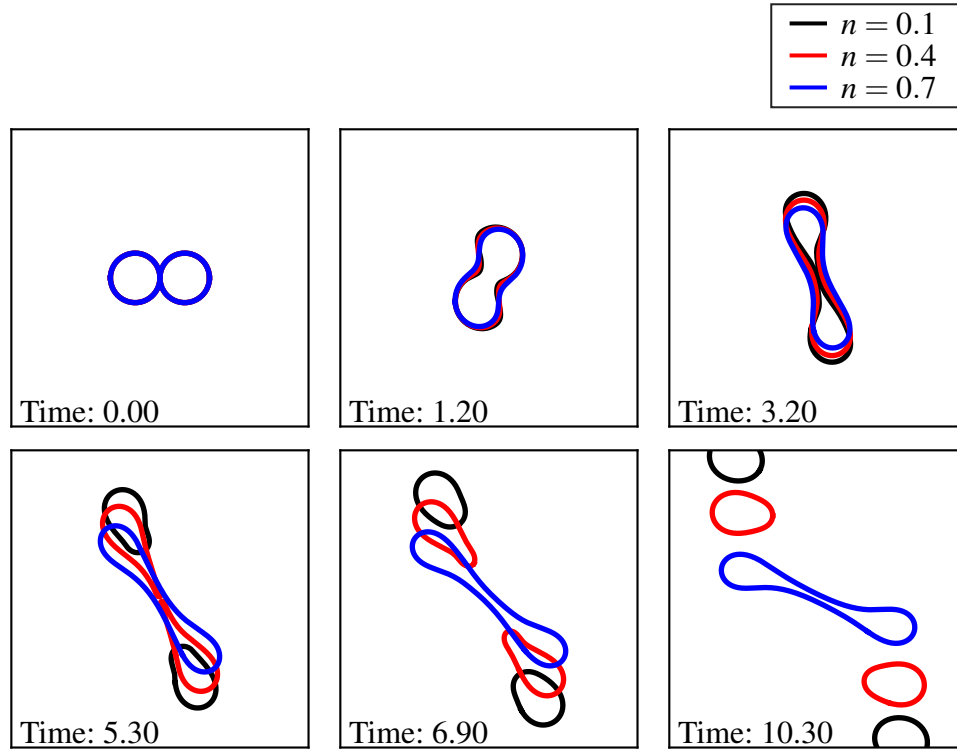 n = 0.1
n = 0.4
n = 0.7
Time: 0.00
Time: 1.20
Time: 3.20
Time: 5.30
Time: 6.90
Time: 10.30